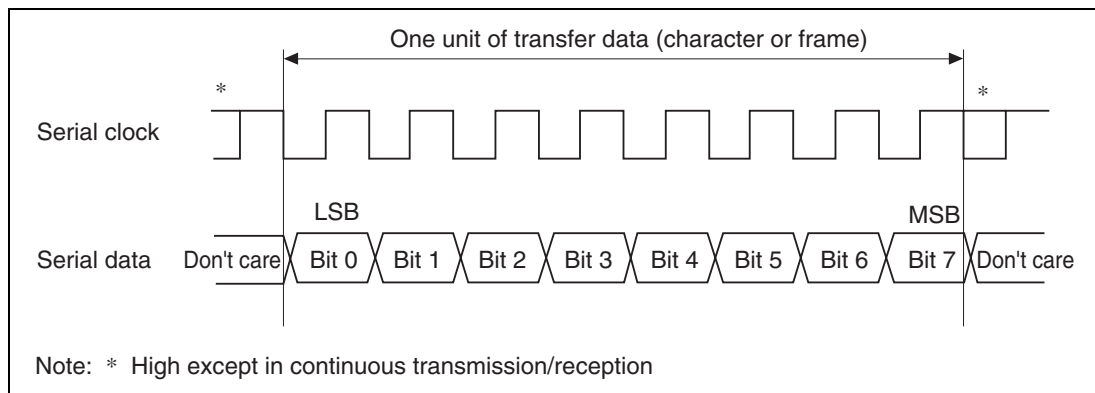 One unit of transfer data (character or frame)
* *
Serial clock
LSB MSB
Serial data Don't care Bit 0 Bit 1 Bit 2 Bit 3 Bit 4 Bit 5 Bit 6 Bit 7 Don't care
Note: * High except in continuous transmission/reception